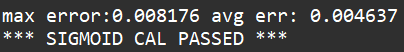 max error:0.008176 avg err: 0.004637
*** SIGMOID CAL PASSED ***